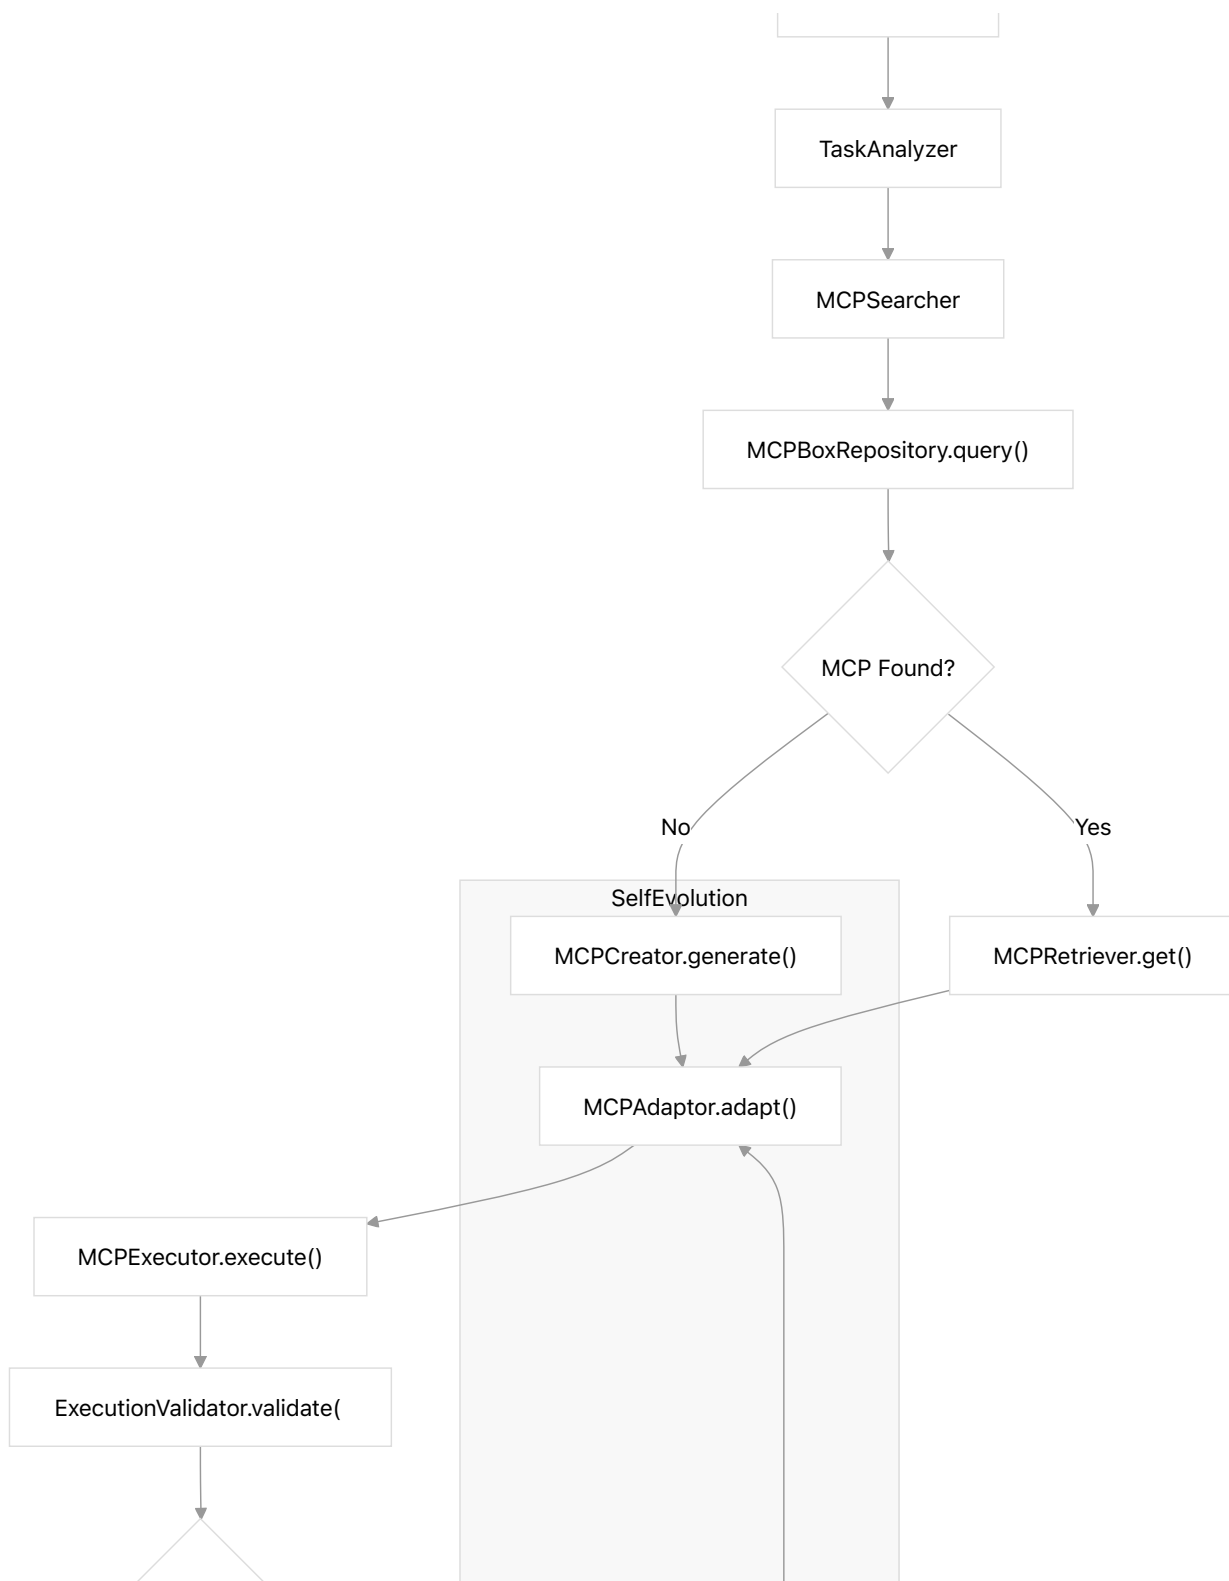 TaskAnalyzer
MCPSearcher
MCPBoxRepository.query()
MCP Found?
No
Yes
SelfEvolution
MCPCreator.generate()
MCPRetriever.get()
MCPAdaptor.adapt()
MCPExecutor.execute()
ExecutionValidator.validate(